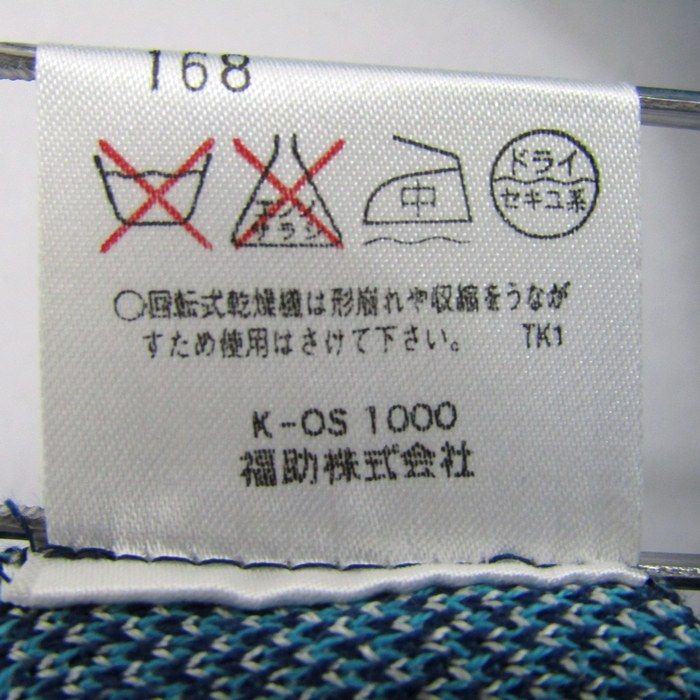 168
エンソ
サラシ
中
ドライ
セキユ系
○回転式乾燥機は形崩れや収縮をうなが
すため使用はさけて下さい。 TK1
K-OS 1000
福助株式会社